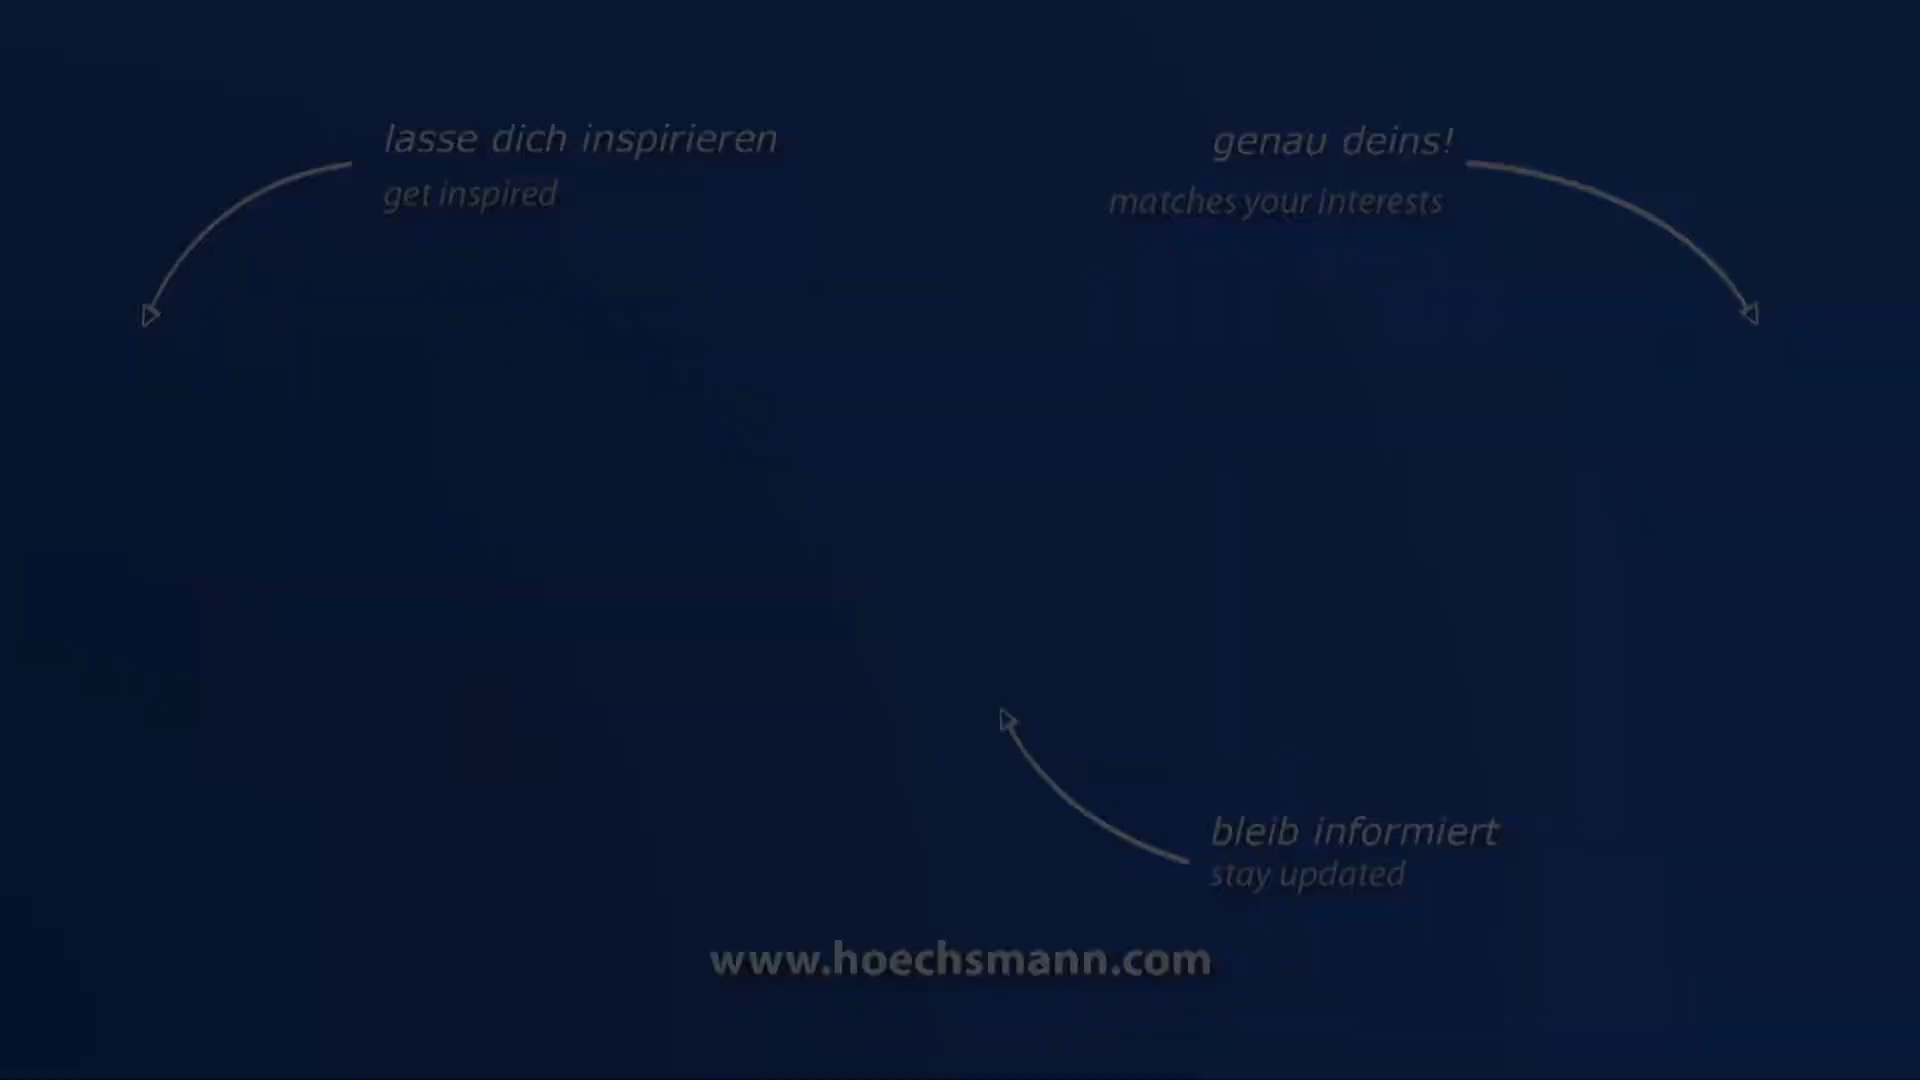 lasse dich inspirieren
get inspired
genau deins!
matches your interests
bleib informiert
stay updated
www.hoechsmann.com